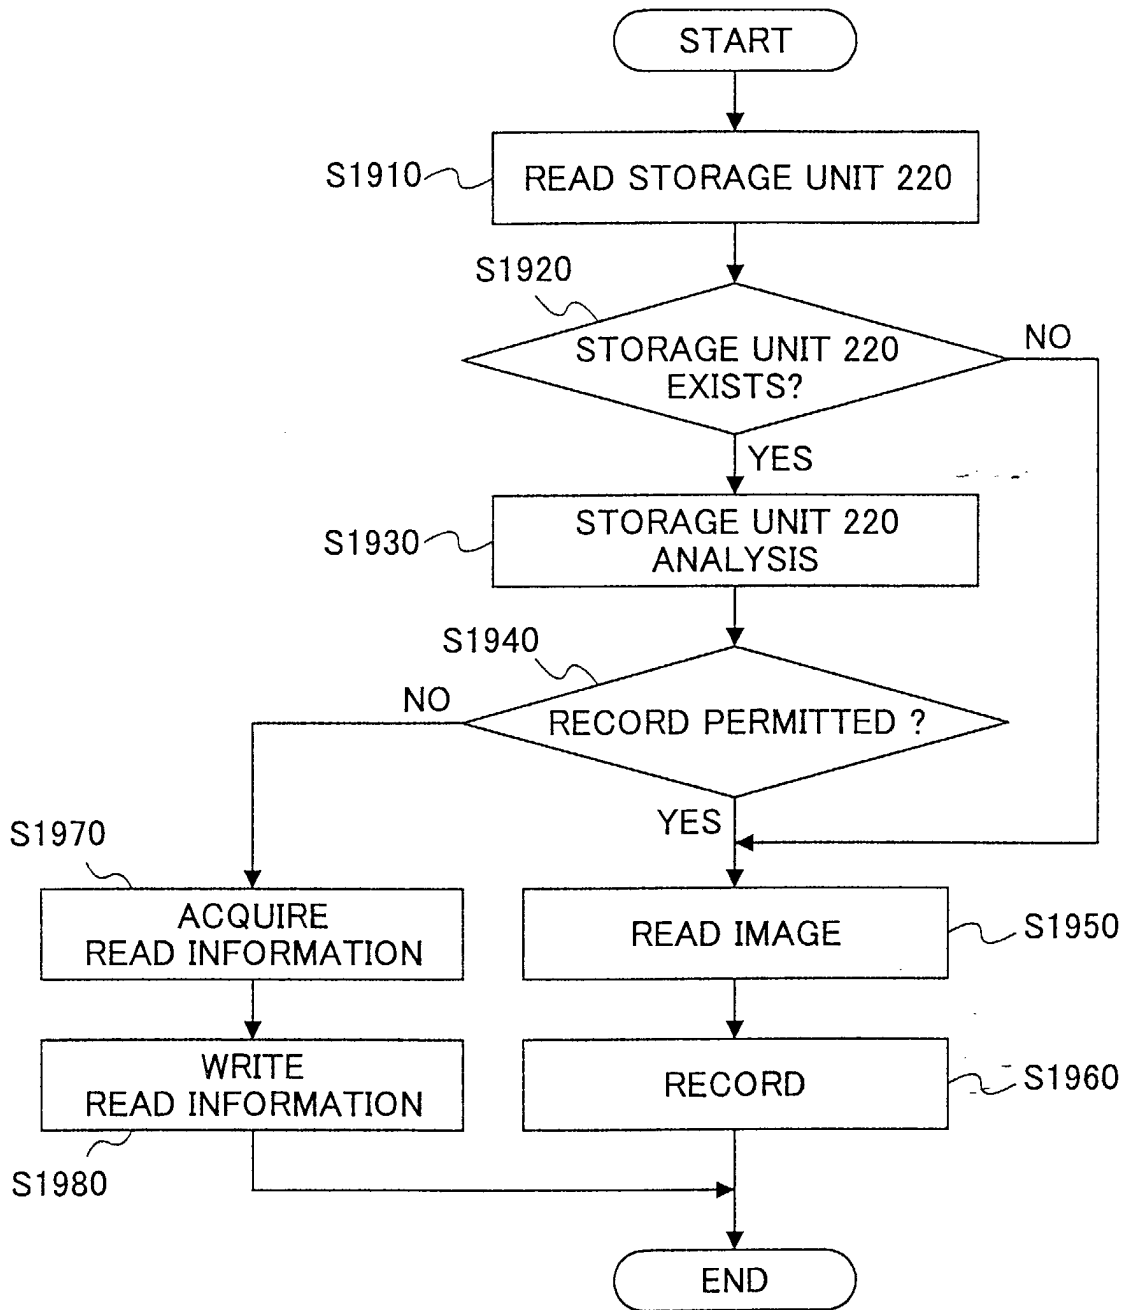 START
S1910
READ STORAGE UNIT 220
S1920
STORAGE UNIT 220
EXISTS?
NO
YES
S1930
STORAGE UNIT 220
ANALYSIS
S1940
NO
RECORD PERMITTED ?
YES
S1970
ACQUIRE
READ INFORMATION
READ IMAGE
S1950
WRITE
READ INFORMATION
RECORD
S1960
S1980
END